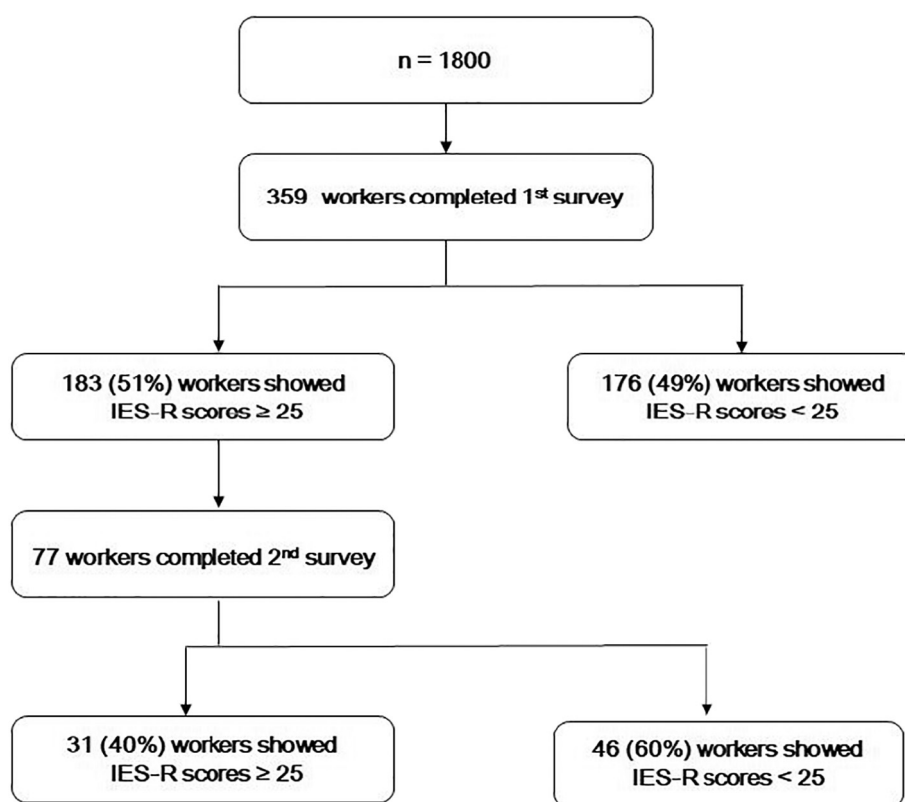 n = 1800
359 workers completed 1st survey
183 (51%) workers showed
IES-R scores ≥ 25
176 (49%) workers showed
IES-R scores < 25
77 workers completed 2nd survey
31 (40%) workers showed
IES-R scores ≥ 25
46 (60%) workers showed
IES-R scores < 25